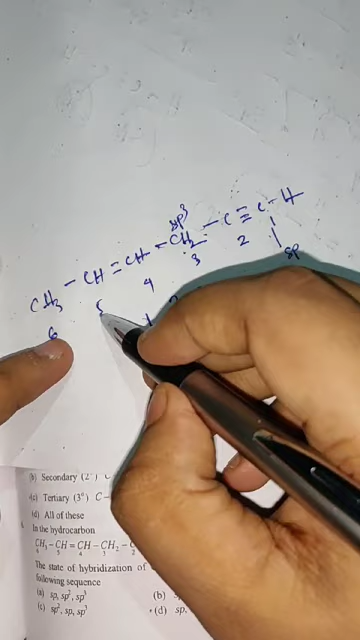 sp³
CH₃ - CH = CH - CH₂ - C ≡ C - H
6 5 4 3 2 1
sp
(b) Secondary (2°) C
(c) Tertiary (3°) C-
(d) All of these
In the hydrocarbon
CH₃-CH=CH-CH₂-C
6 5 4 3 2
The state of hybridization of
following sequence
(a) sp, sp², sp³ (b)
(c) sp², sp, sp³ •(d) sp,